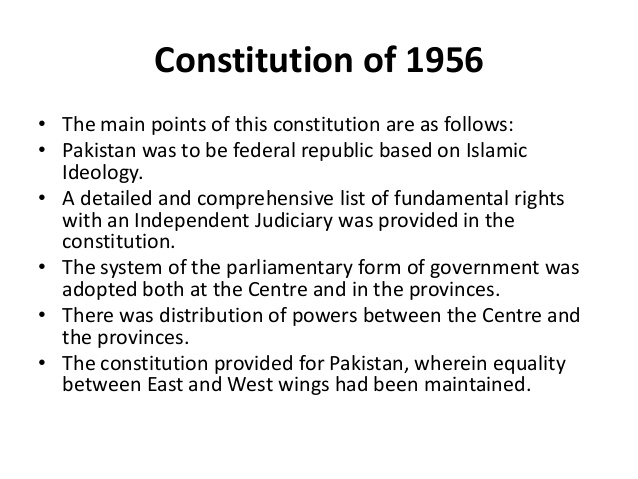 Constitution of 1956
• The main points of this constitution are as follows:
• Pakistan was to be federal republic based on Islamic
Ideology.
• A detailed and comprehensive list of fundamental rights
with an Independent Judiciary was provided in the
constitution.
• The system of the parliamentary form of government was
adopted both at the Centre and in the provinces.
• There was distribution of powers between the Centre and
the provinces.
• The constitution provided for Pakistan, wherein equality
between East and West wings had been maintained.